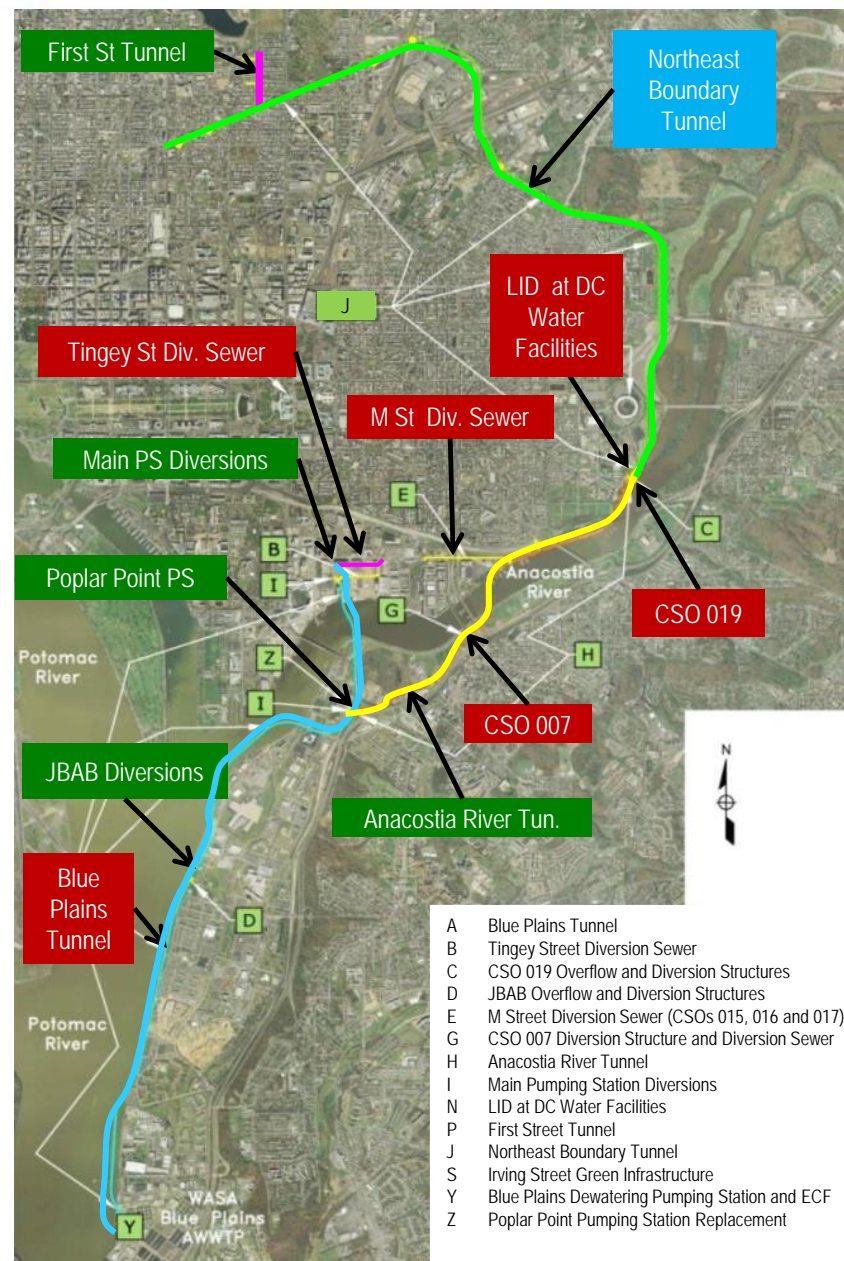 First St Tunnel
Northeast
Boundary
Tunnel
J
LID at DC
Water
Facilities
Tingey St Div. Sewer
M St Div. Sewer
Main PS Diversions
E
C
B
Anacostia
River
Poplar Point PS
I
G
CSO 019
Potomac
River
Z
H
I
CSO 007
N
JBAB Diversions
Anacostia River Tun.
Blue
Plains
Tunnel
D
Potomac
River
WASA
Blue Plains
AWWTP
Y
A Blue Plains Tunnel
B Tingey Street Diversion Sewer
C CSO 019 Overflow and Diversion Structures
D JBAB Overflow and Diversion Structures
E M Street Diversion Sewer (CSOs 015, 016 and 017)
G CSO 007 Diversion Structure and Diversion Sewer
H Anacostia River Tunnel
I Main Pumping Station Diversions
N LID at DC Water Facilities
P First Street Tunnel
J Northeast Boundary Tunnel
S Irving Street Green Infrastructure
Y Blue Plains Dewatering Pumping Station and ECF
Z Poplar Point Pumping Station Replacement